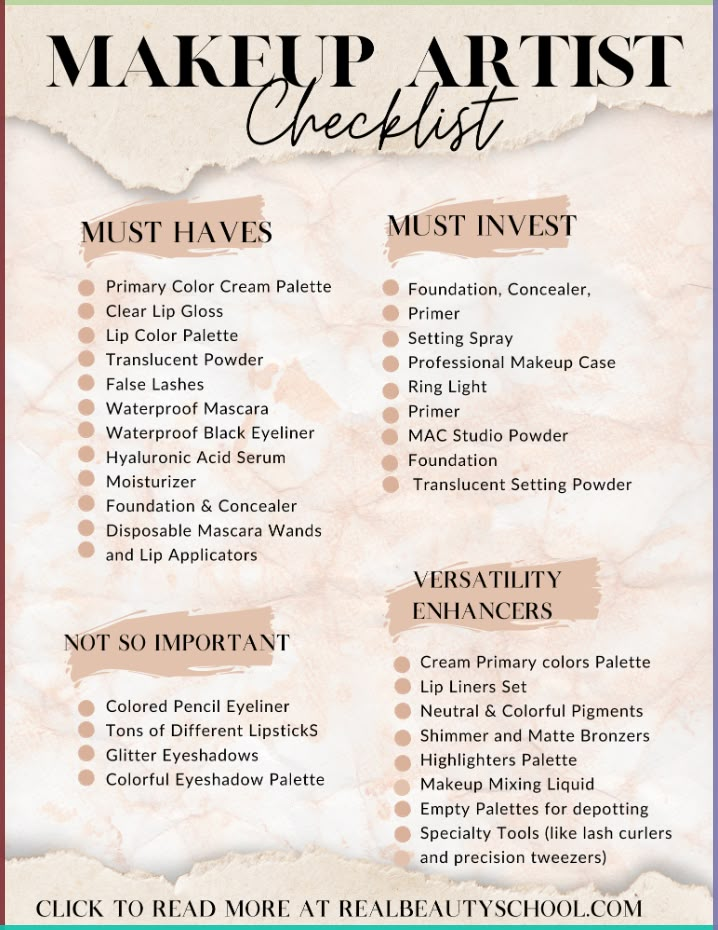 MAKEUP ARTIST
Checklist
MUST HAVES
Primary Color Cream Palette
Clear Lip Gloss
Lip Color Palette
Translucent Powder
False Lashes
Waterproof Mascara
Waterproof Black Eyeliner
Hyaluronic Acid Serum
Moisturizer
Foundation & Concealer
Disposable Mascara Wands
and Lip Applicators
MUST INVEST
Foundation, Concealer,
Primer
Setting Spray
Professional Makeup Case
Ring Light
Primer
MAC Studio Powder
Foundation
Translucent Setting Powder
NOT SO IMPORTANT
Colored Pencil Eyeliner
Tons of Different LipstickS
Glitter Eyeshadows
Colorful Eyeshadow Palette
VERSATILITY
ENHANCERS
Cream Primary colors Palette
Lip Liners Set
Neutral & Colorful Pigments
Shimmer and Matte Bronzers
Highlighters Palette
Makeup Mixing Liquid
Empty Palettes for depotting
Specialty Tools (like lash curlers
and precision tweezers)
CLICK TO READ MORE AT REALBEAUTYSCHOOL.COM